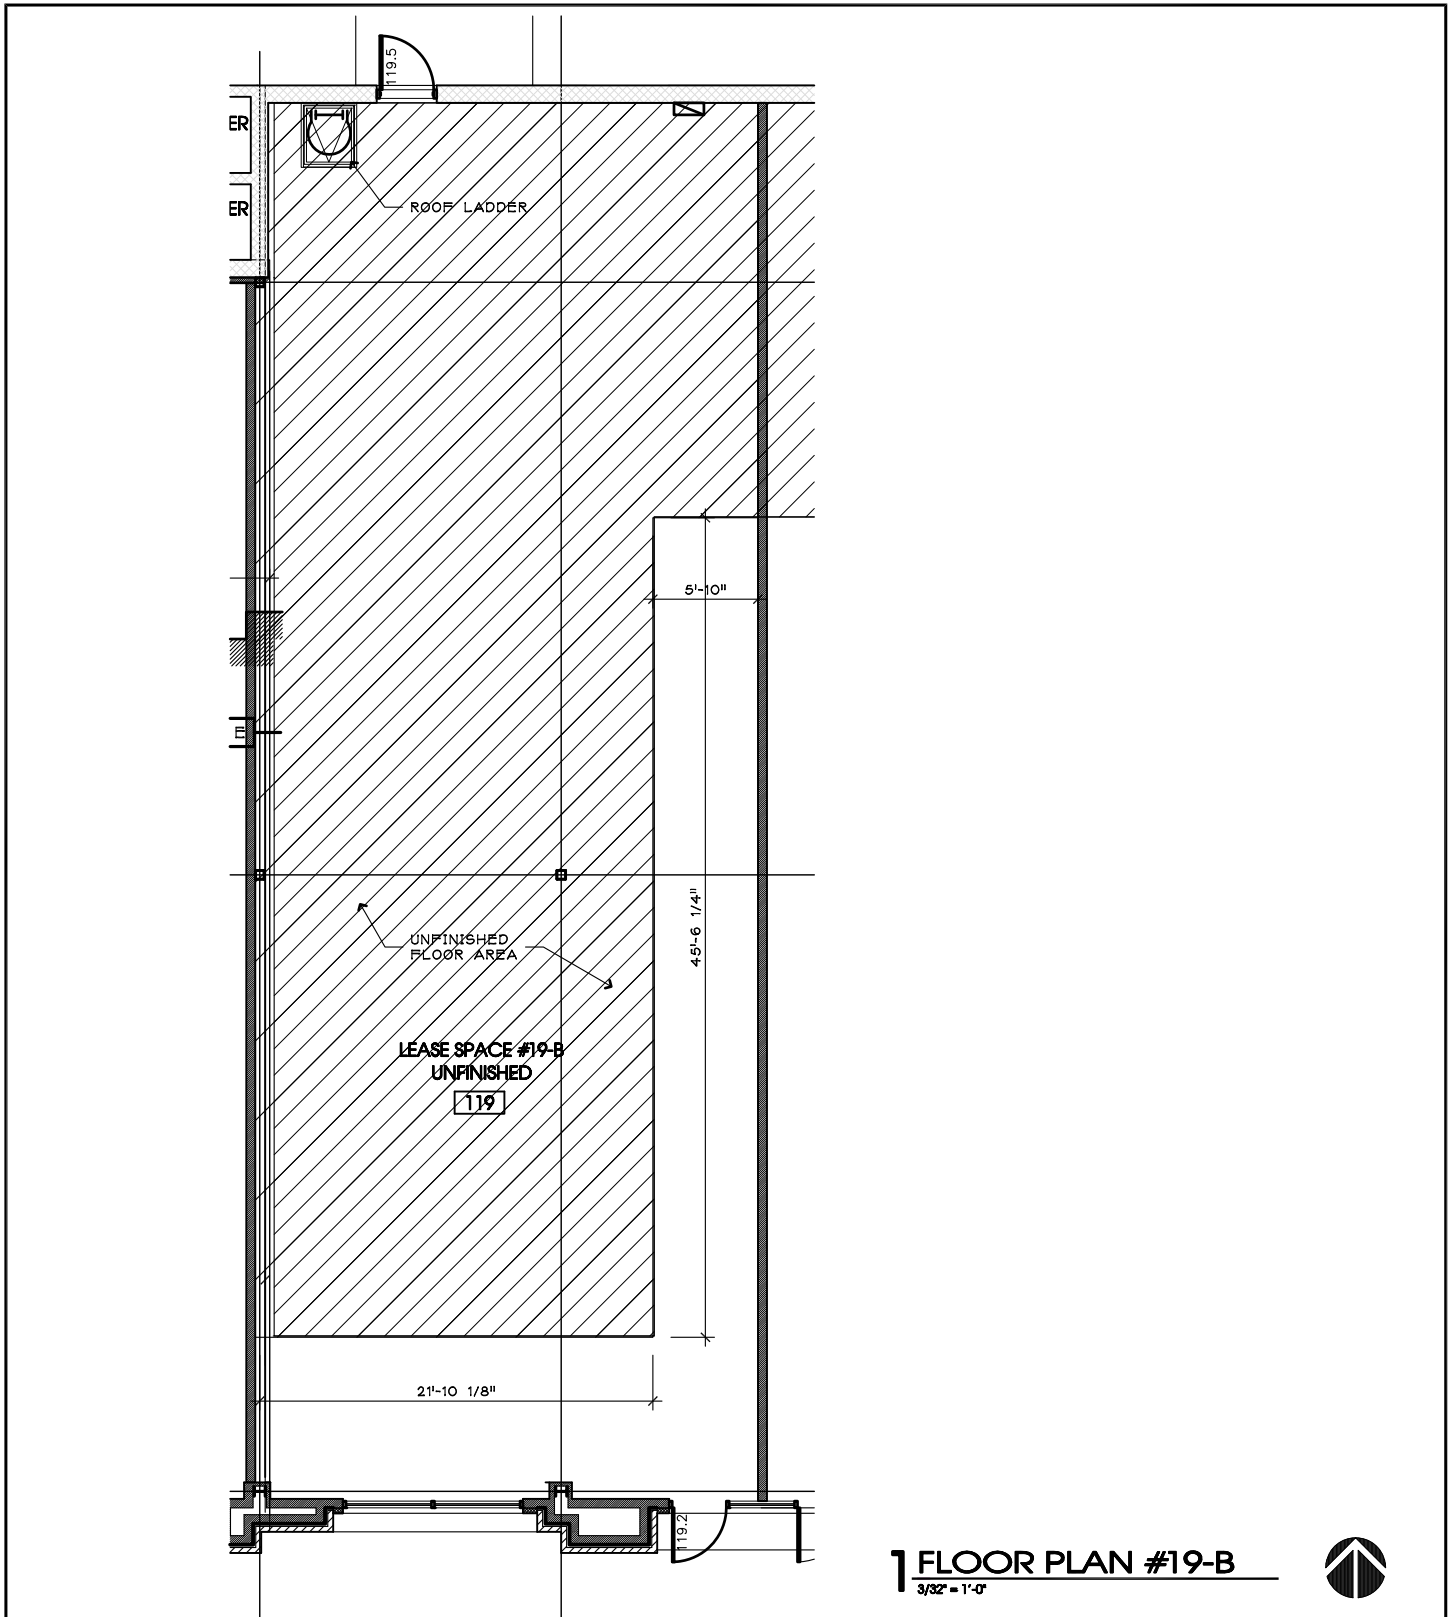 119.5
ER
ER
ROOF LADDER
5'-10"
E
45'-6 1/4"
UNFINISHED
FLOOR AREA
LEASE SPACE #19-B
UNFINISHED
119
21'-10 1/8"
119.2
1 FLOOR PLAN #19-B
3/32" = 1'-0"